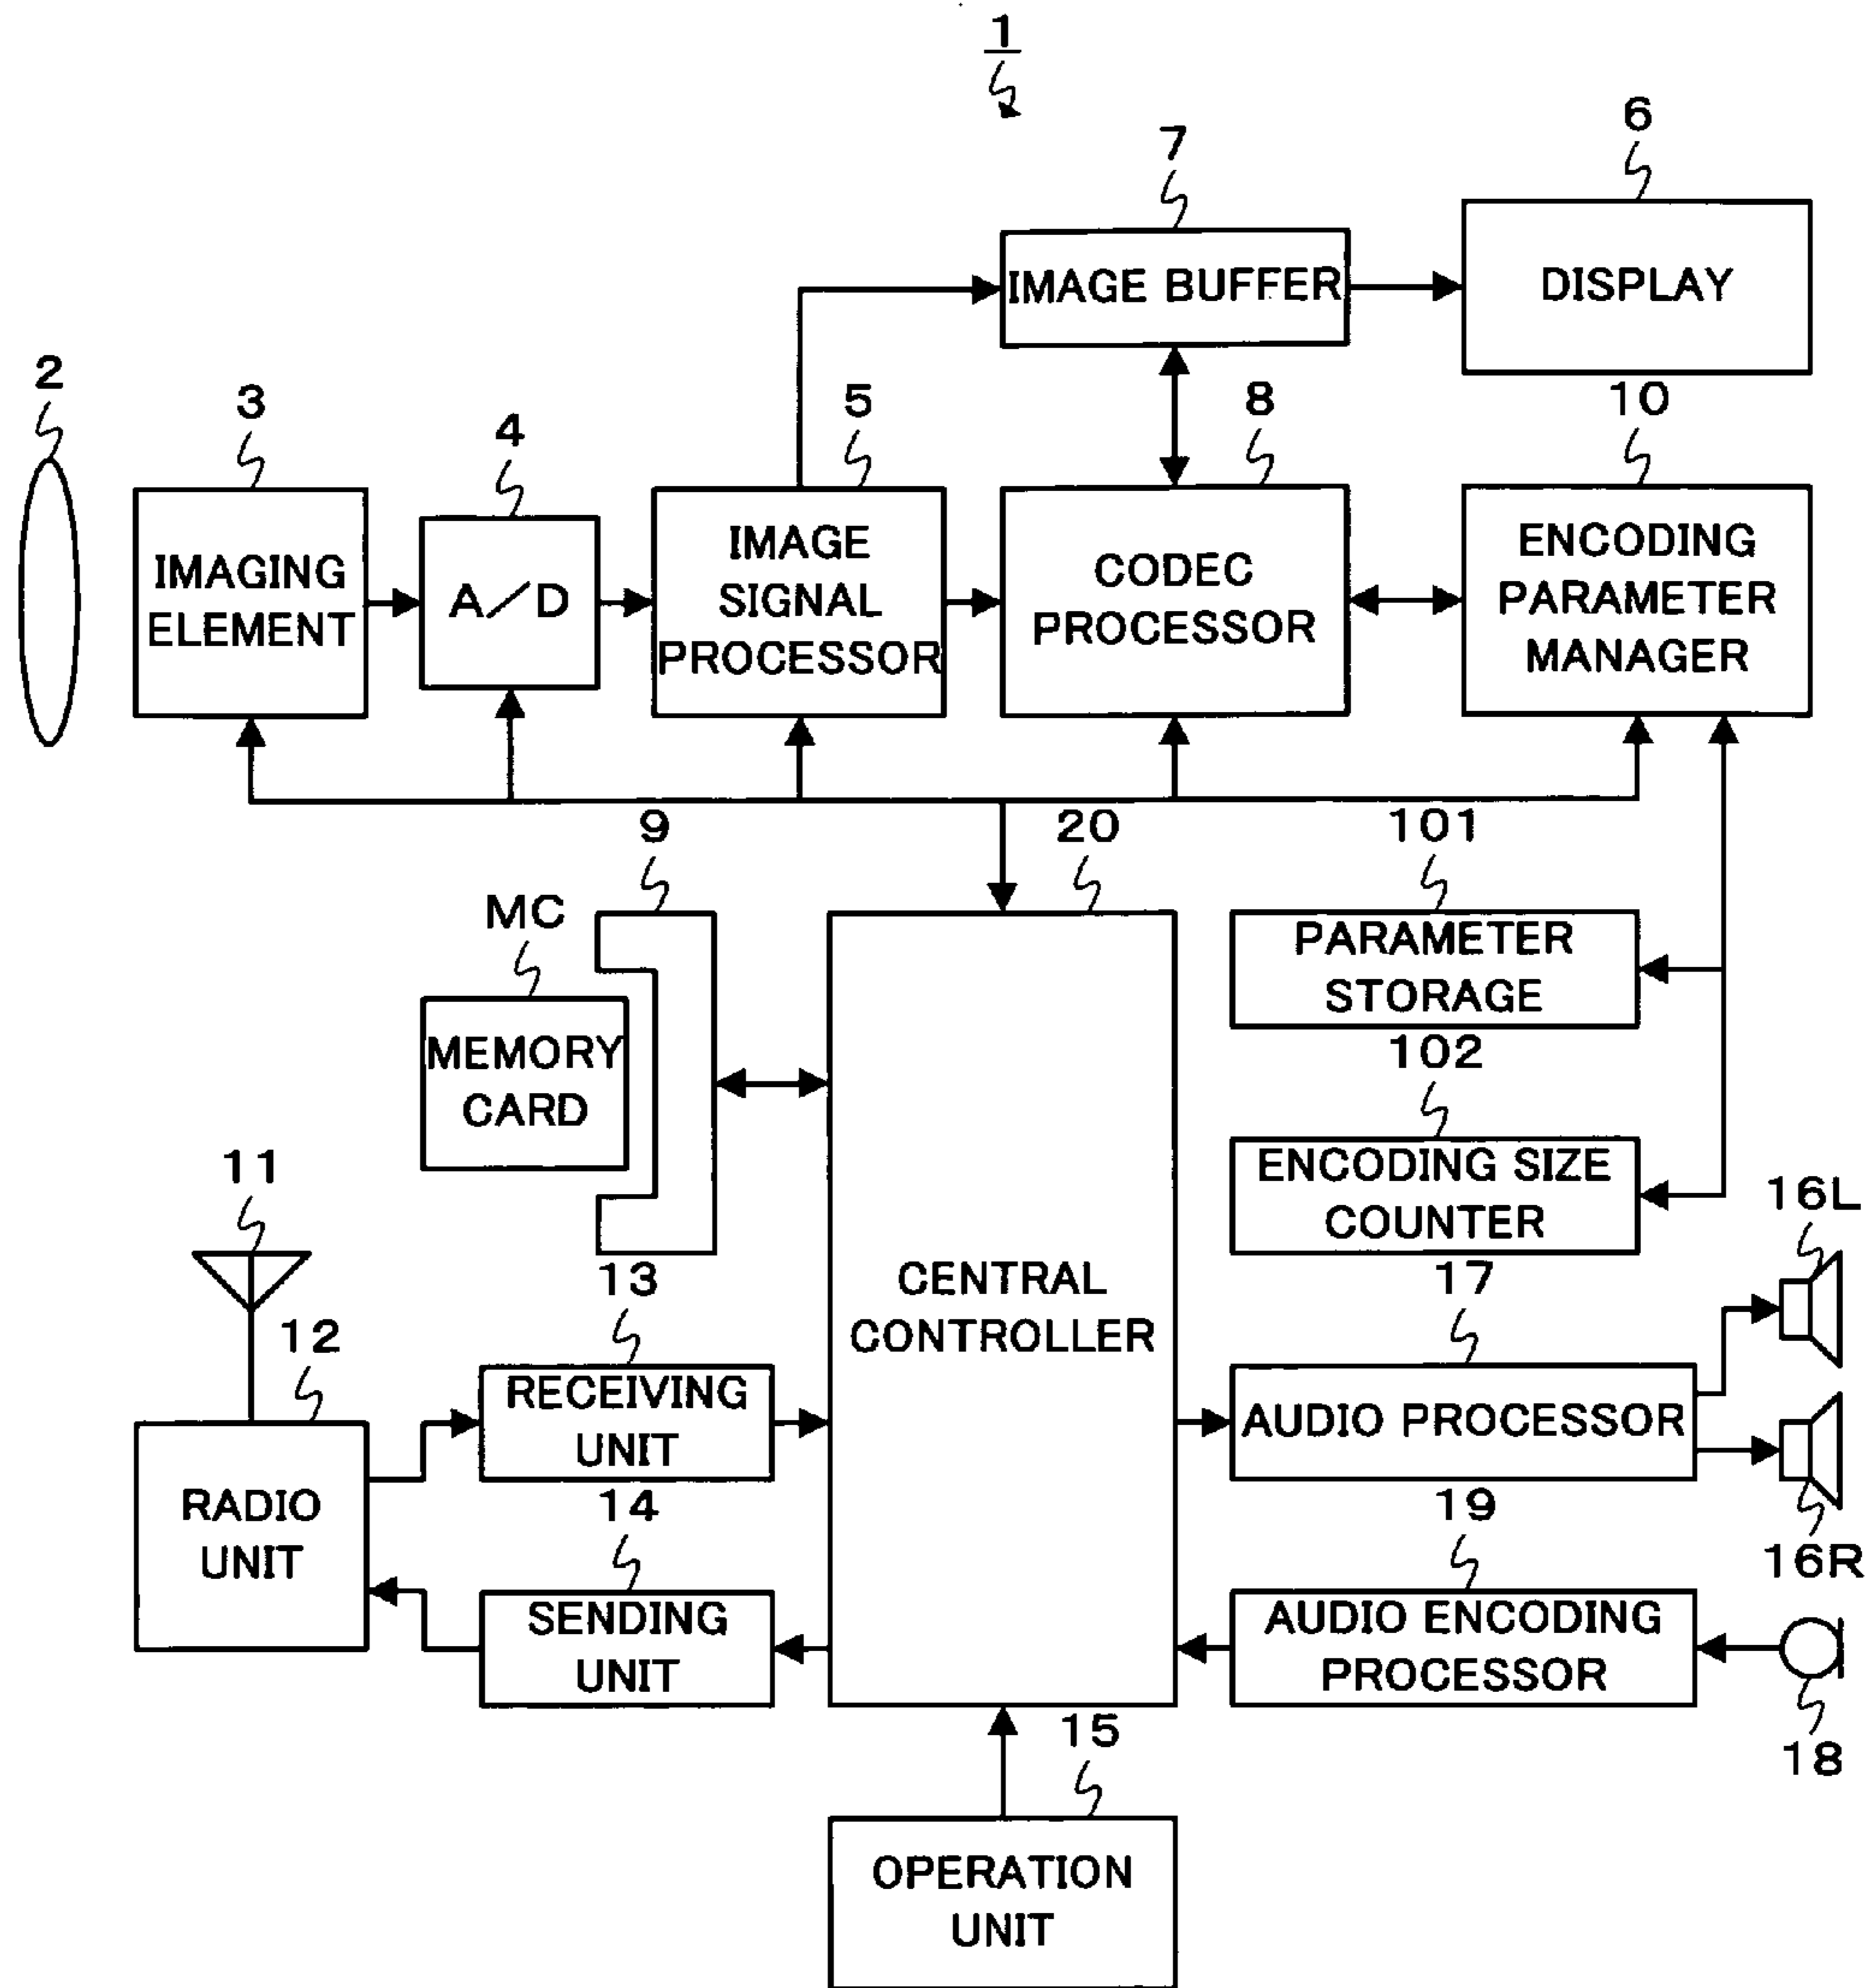 1
7
6
IMAGE BUFFER
DISPLAY
2
3
4
5
8
10
IMAGING
ELEMENT
A/D
IMAGE
SIGNAL
PROCESSOR
CODEC
PROCESSOR
ENCODING
PARAMETER
MANAGER
9
20
101
MC
MEMORY
CARD
PARAMETER
STORAGE
102
ENCODING SIZE
COUNTER
11
12
13
CENTRAL
CONTROLLER
17
16L
RECEIVING
UNIT
AUDIO PROCESSOR
RADIO
UNIT
14
19
16R
SENDING
UNIT
AUDIO ENCODING
PROCESSOR
18
15
OPERATION
UNIT